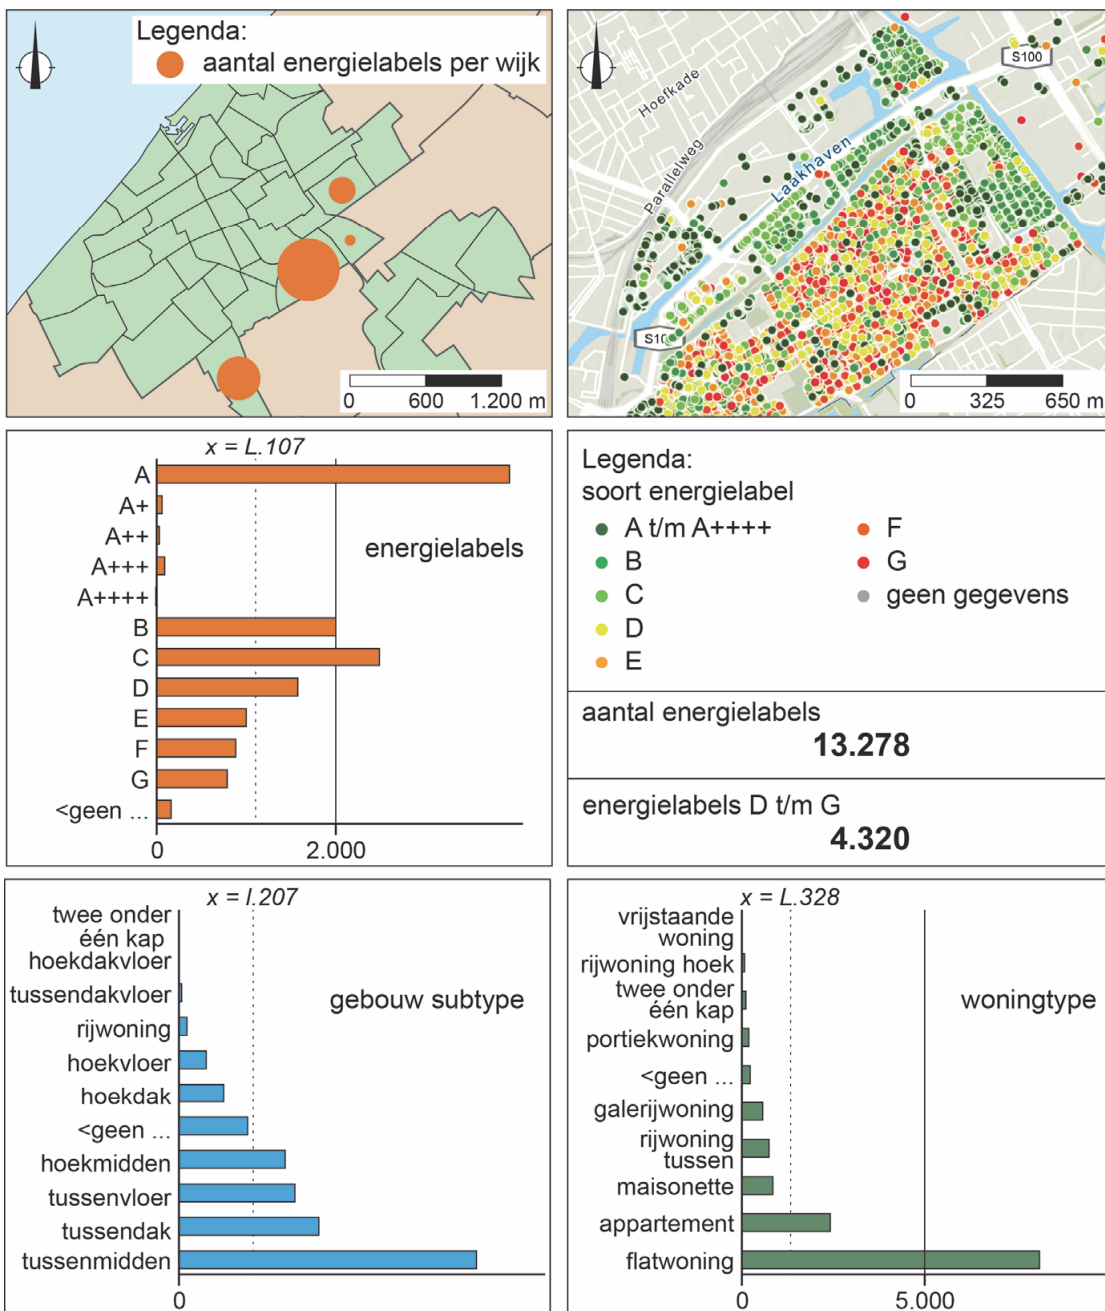 Legenda:
aantal energielabels per wijk
0 600 1.200 m
Hoefkade
Parallelweg
Laakhaven
S100
S10
0 325 650 m
x = L.107
A
A+
A++
A+++
A++++
B
C
D
E
F
G
<geen ...
energielabels
0 2.000
Legenda:
soort energielabel
A t/m A++++
B
C
D
E
F
G
geen gegevens
aantal energielabels
13.278
energielabels D t/m G
4.320
x = l.207
twee onder
één kap
hoekdakvloer
tussendakvloer
rijwoning
hoekvloer
hoekdak
<geen ...
hoekmidden
tussenvloer
tussendak
tussenmidden
gebouw subtype
0
x = L.328
vrijstaande
woning
rijwoning hoek
twee onder
één kap
portiekwoning
<geen ...
galerijwoning
rijwoning
tussen
maisonette
appartement
flatwoning
woningtype
0 5.000